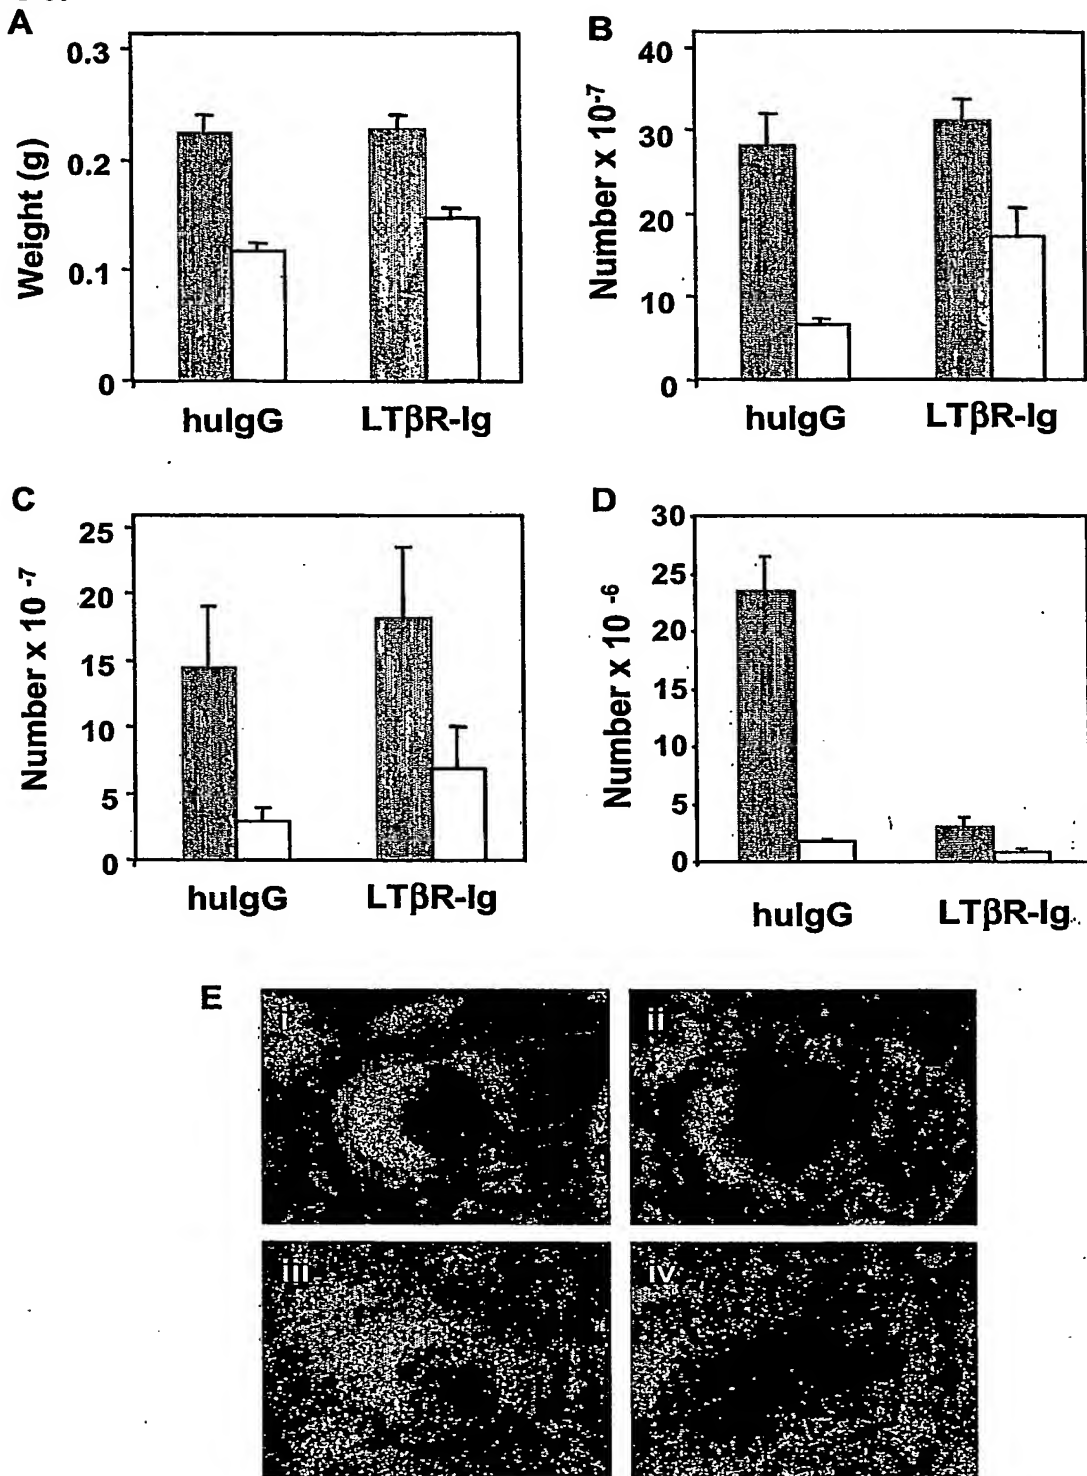 A
Weight (g)
0.3
0.2
0.1
0
huIgG LTβR-Ig
B
Number x 10 -7
40
30
20
10
0
huIgG LTβR-Ig
C
Number x 10 -7
25
20
15
10
5
0
huIgG LTβR-Ig
D
Number x 10 -6
30
25
20
15
10
5
0
huIgG LTβR-Ig
E
i
ii
iii
iv